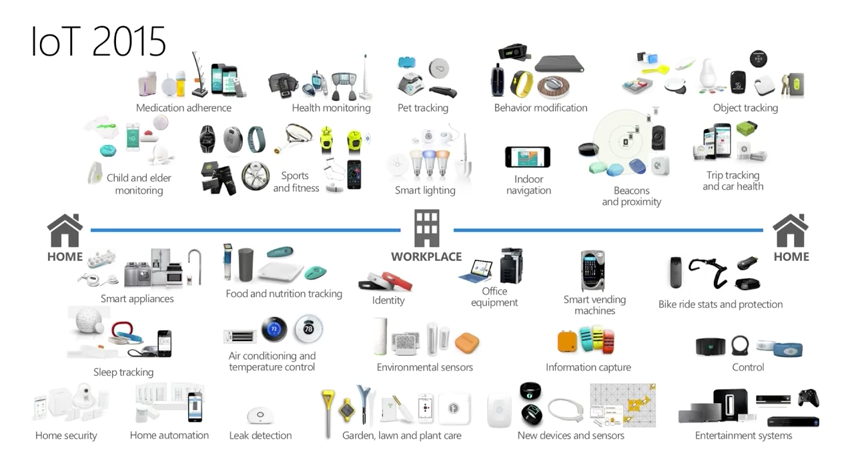 IoT 2015
Medication adherence
Health monitoring
Pet tracking
Behavior modification
Object tracking
Child and elder
monitoring
Sports
and fitness
Smart lighting
Indoor
navigation
Beacons
and proximity
Trip tracking
and car health
HOME
WORKPLACE
HOME
Smart appliances
Food and nutrition tracking
Identity
Office
equipment
Smart vending
machines
Bike ride stats and protection
Sleep tracking
Air conditioning and
temperature control
Environmental sensors
Information capture
Control
Home security
Home automation
Leak detection
Garden, lawn and plant care
New devices and sensors
Entertainment systems